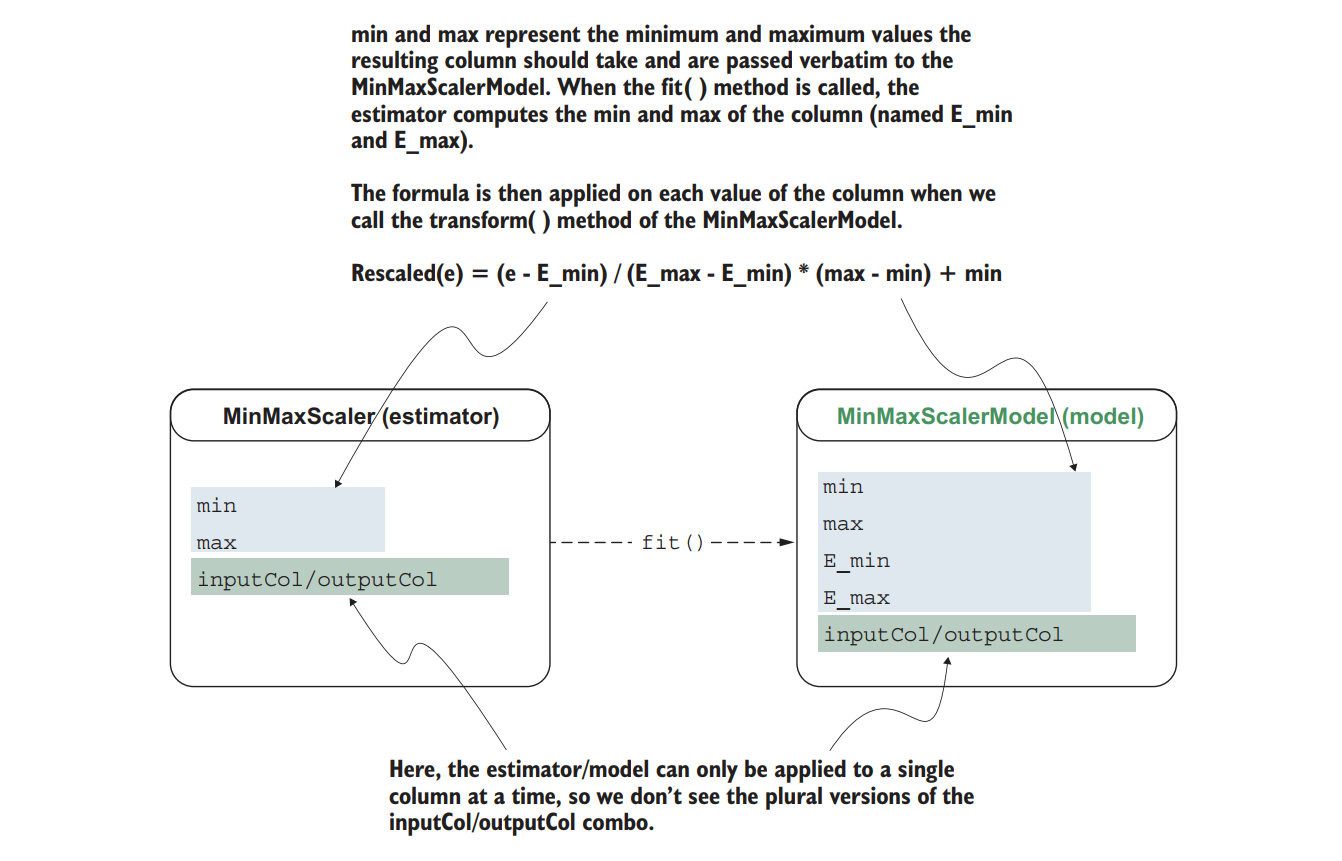 min and max represent the minimum and maximum values the
resulting column should take and are passed verbatim to the
MinMaxScalerModel. When the fit( ) method is called, the
estimator computes the min and max of the column (named E_min
and E_max).
The formula is then applied on each value of the column when we
call the transform( ) method of the MinMaxScalerModel.
Rescaled(e) = (e - E_min) / (E_max - E_min) * (max - min) + min
MinMaxScaler (estimator)
min
max
inputCol/outputCol
fit()
MinMaxScalerModel (model)
min
max
E_min
E_max
inputCol/outputCol
Here, the estimator/model can only be applied to a single
column at a time, so we don’t see the plural versions of the
inputCol/outputCol combo.